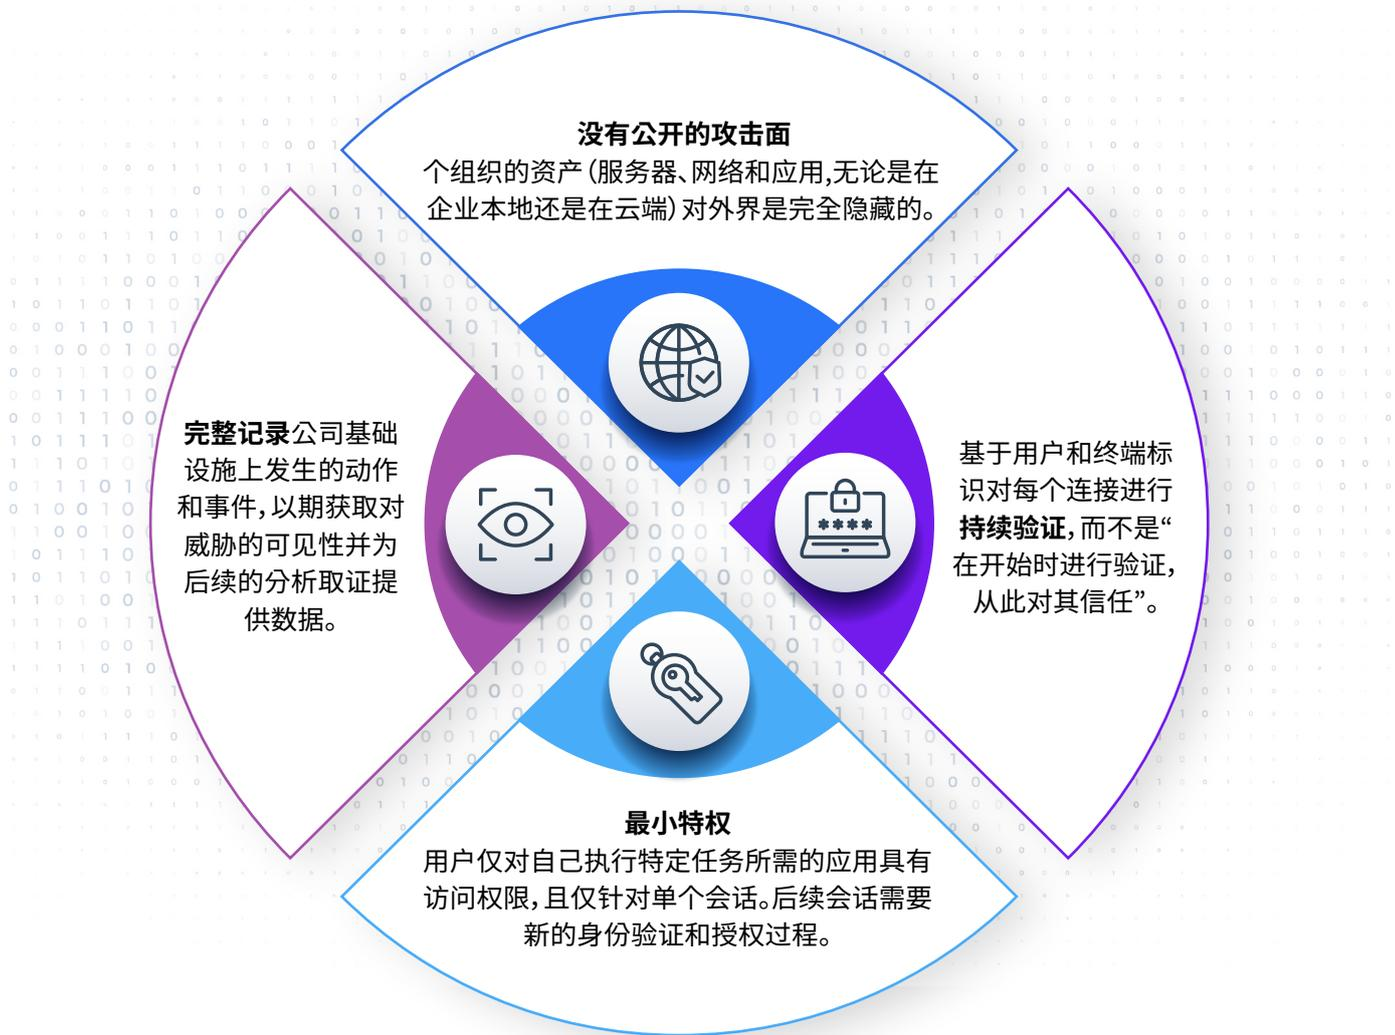 没有公开的攻击面
个组织的资产（服务器、网络和应用,无论是在
企业本地还是在云端）对外界是完全隐藏的。
完整记录公司基础
设施上发生的动作
和事件，以期获取对
威胁的可见性并为
后续的分析取证提
供数据。
基于用户和终端标
识对每个连接进行
持续验证，而不是“
在开始时进行验证，
从此对其信任”。
最小特权
用户仅对自己执行特定任务所需的应用具有
访问权限，且仅针对单个会话。后续会话需要
新的身份验证和授权过程。